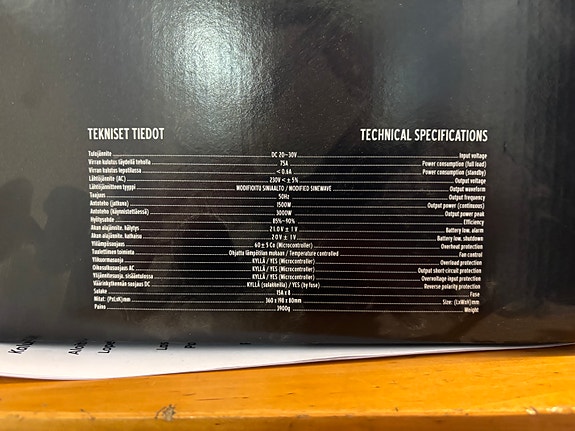 TEKNISET TIEDOT TECHNICAL SPECIFICATIONS
Tulojännite DC 20~30V Input voltage
Virran kulutus täydellä teholla 75A Power consumption (full load)
Virran kulutus lepotilassa < 0.6A Power consumption (standby)
Lähtöjännite (AC) 230V < ± 5% Output voltage
Lähtöjännitteen tyyppi MODIFIOITU SINIAALTO / MODIFIED SINEWAVE Output waveform
Taajuus 50Hz Output frequency
Antoteho (jatkuva) 1500W Output power (continuous)
Antoteho (käynnistettäessä) 3000W Output power peak
Hyötysuhde 85%~90% Efficiency
Akun alajännite, hälytys 21.0V ± 1V Battery low, alarm
Akun alajännite, katkaisu 20V ± 1V Battery low, shutdown
Ylilämpösuojaus 60±5 Co (Microcontroller) Overheat protection
Tuulettimen toiminto Ohjattu lämpötilan mukaan / Temperature controlled Fan control
Ylikuormasuoja KYLLÄ / YES (Microcontroller) Overload protection
Oikosulkusuojaus AC KYLLÄ / YES (Microcontroller) Output short-circuit protection
Ylijännitesuoja, sisääntulossa KYLLÄ / YES (Microcontroller) Overvoltage input protection
Väärinkytkennän suojaus DC KYLLÄ (sulakkeilla) / YES (by fuse) Reverse polarity protection
Sulake 15A x 8 Fuse
Mitat: (PxLxK)mm 360 x 198 x 80mm Size: (LxWxH)mm
Paino 3900g Weight